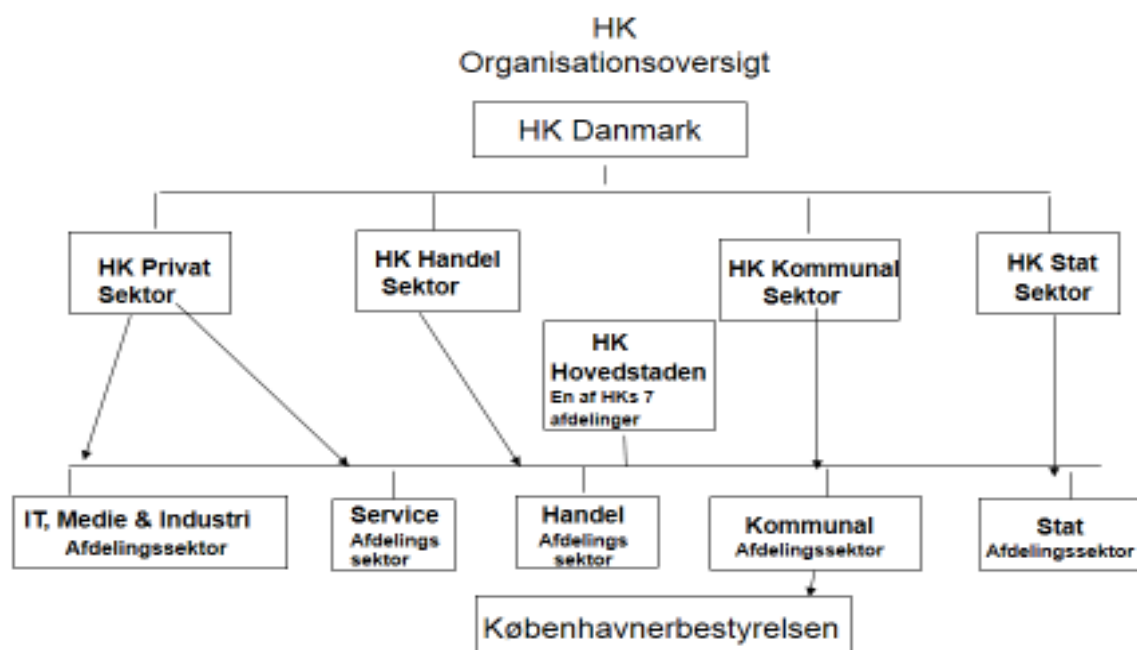 HK
Organisationsoversigt
HK Danmark
HK Privat
Sektor
HK Handel
Sektor
HK Kommunal
Sektor
HK Stat
Sektor
HK
Hovedstaden
En af HKs 7
afdelinger
IT, Medie & Industri
Afdelingssektor
Service
Afdelings
sektor
Handel
Afdelings
sektor
Kommunal
Afdelingssektor
Stat
Afdelingssektor
Københavnerbestyrelsen